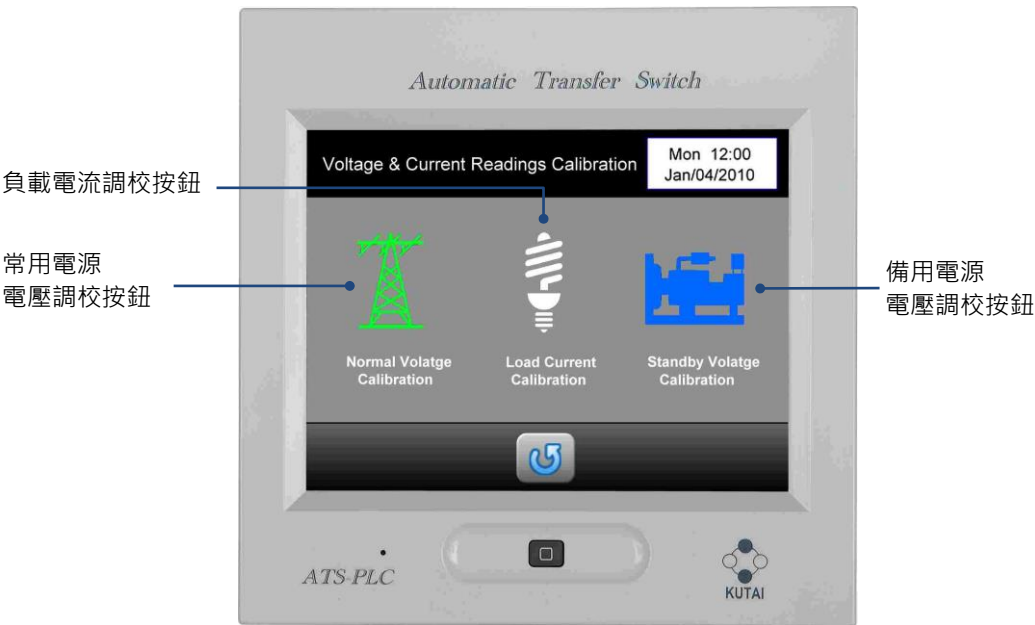 Automatic Transfer Switch
Voltage & Current Readings Calibration
Mon 12:00
Jan/04/2010
負載電流調校按鈕
常用電源
電壓調校按鈕
備用電源
電壓調校按鈕
Normal Volatge
Calibration
Load Current
Calibration
Standby Volatge
Calibration
ATS-PLC
KUTAI